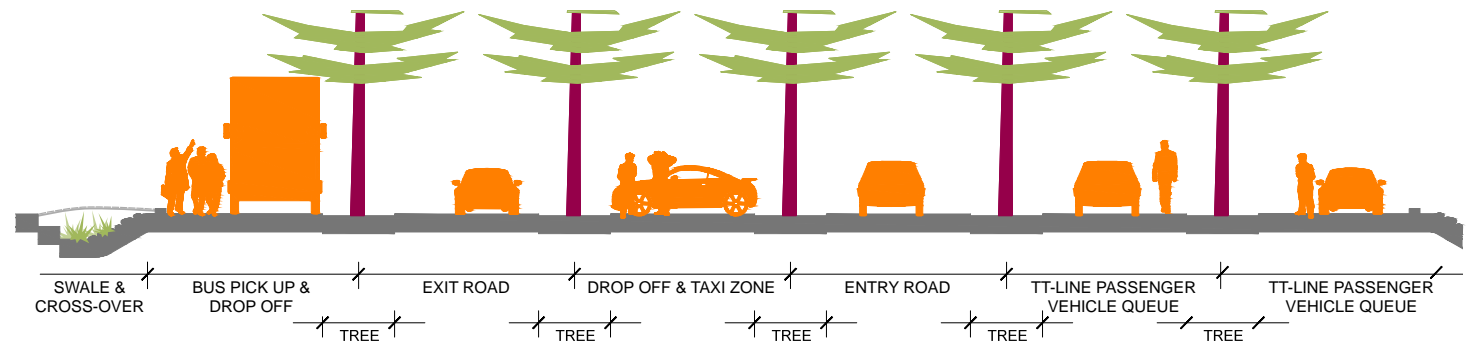 SWALE &
CROSS-OVER
BUS PICK UP &
DROP OFF
EXIT ROAD
DROP OFF & TAXI ZONE
ENTRY ROAD
TT-LINE PASSENGER
VEHICLE QUEUE
TT-LINE PASSENGER
VEHICLE QUEUE
TREE
TREE
TREE
TREE
TREE